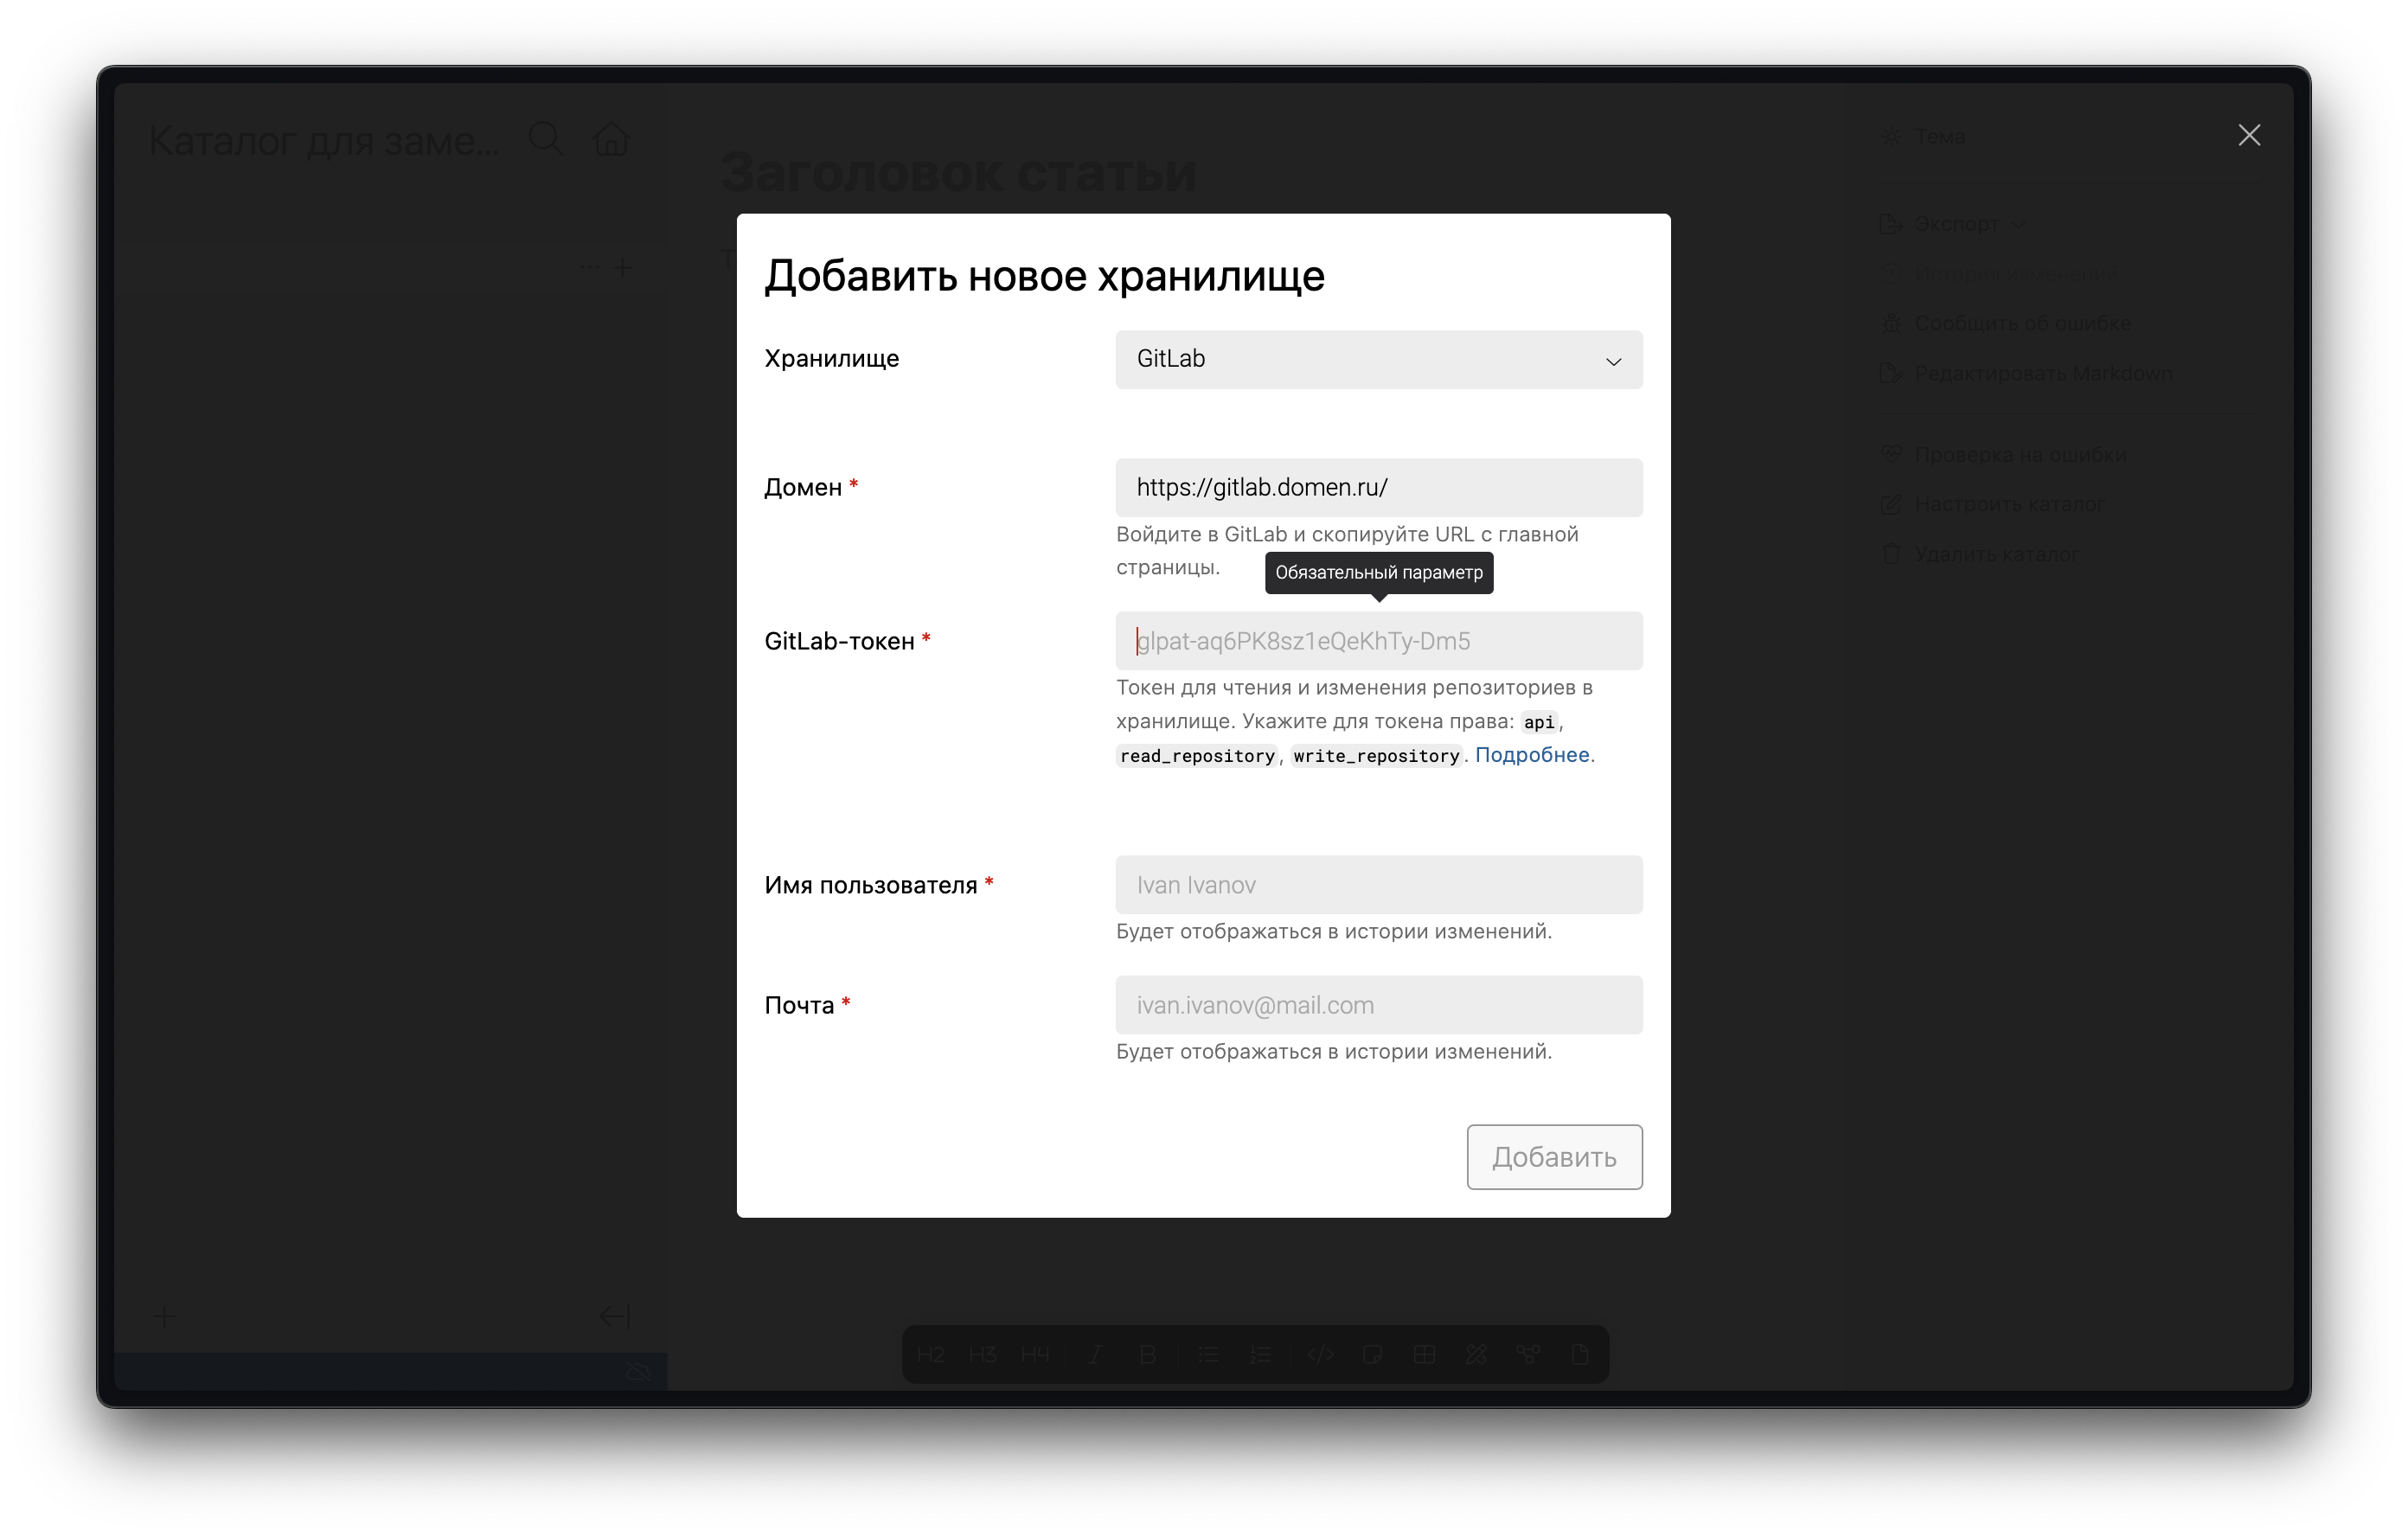 Каталог для заме...
Заголовок статьи
Т
Тема
Экспорт
История изменений
Сообщить об ошибке
Редактировать Markdown
Проверка на ошибки
Настроить каталог
Удалить каталог
Добавить новое хранилище
Хранилище
GitLab
Домен *
https://gitlab.domen.ru/
Войдите в GitLab и скопируйте URL с главной
страницы.
Обязательный параметр
GitLab-токен *
glpat-aq6PK8sz1eQeKhTy-Dm5
Токен для чтения и изменения репозиториев в
хранилище. Укажите для токена права: api,
read_repository, write_repository. Подробнее.
Имя пользователя *
Ivan Ivanov
Будет отображаться в истории изменений.
Почта *
ivan.ivanov@mail.com
Будет отображаться в истории изменений.
Добавить
H2 H3 H4 I B </>